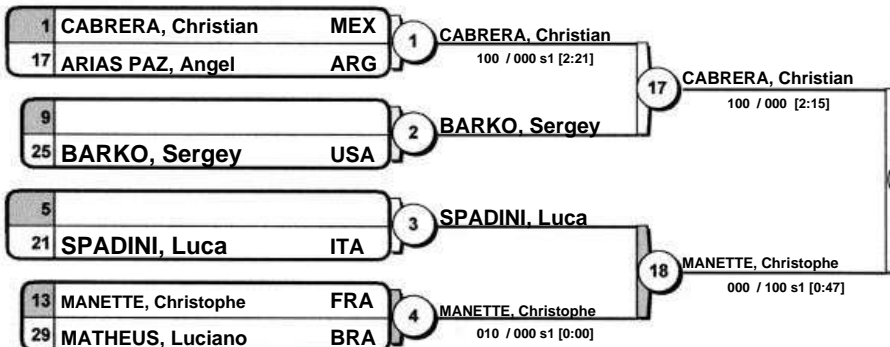 1 CABRERA, Christian MEX
17 ARIAS PAZ, Angel ARG
1
CABRERA, Christian
100 / 000 s1 [2:21]
9
25 BARKO, Sergey USA
2
BARKO, Sergey
17
CABRERA, Christian
100 / 000 [2:15]
5
21 SPADINI, Luca ITA
3
SPADINI, Luca
13 MANETTE, Christophe FRA
29 MATHEUS, Luciano BRA
4
MANETTE, Christophe
010 / 000 s1 [0:00]
18
MANETTE, Christophe
000 / 100 s1 [0:47]